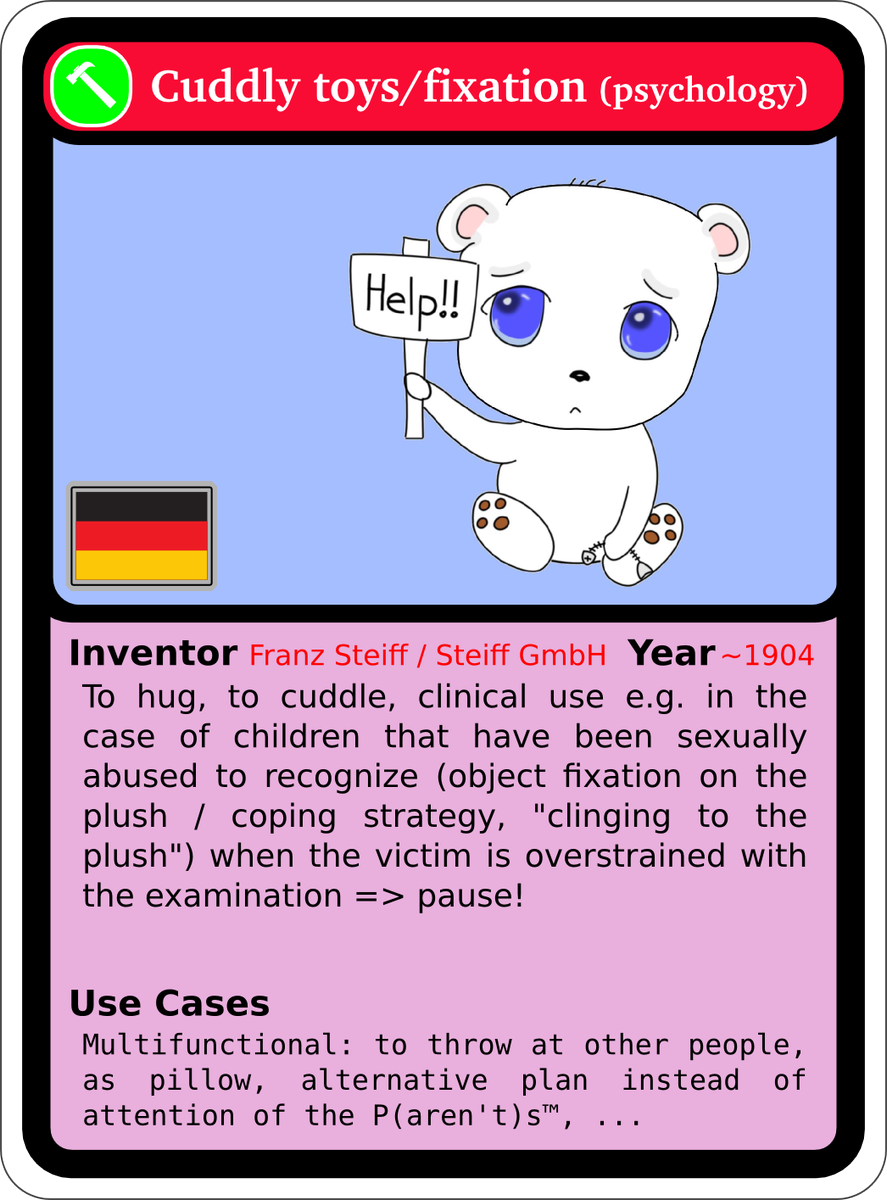 Cuddly toys/fixation (psychology)
Help!!
Inventor Franz Steiff / Steiff GmbH Year ~1904
To hug, to cuddle, clinical use e.g. in the
case of children that have been sexually
abused to recognize (object fixation on the
plush / coping strategy, "clinging to the
plush") when the victim is overstrained with
the examination => pause!
Use Cases
Multifunctional: to throw at other people,
as pillow, alternative plan instead of
attention of the P(aren't)s™, ...